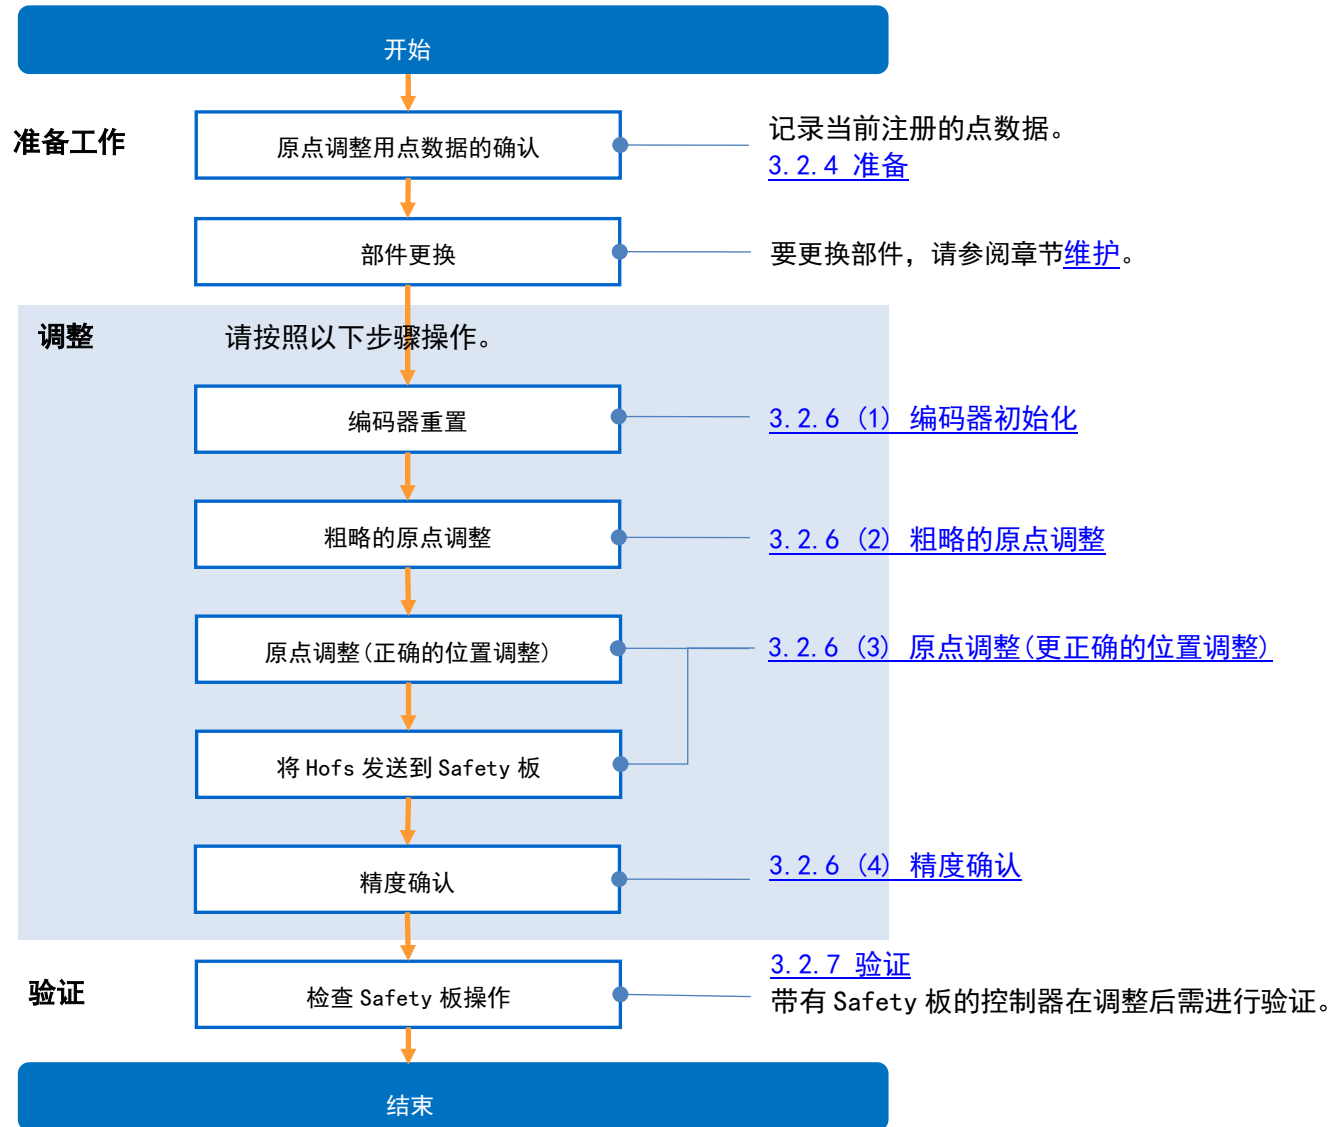 开始
准备工作
原点调整用点数据的确认
记录当前注册的点数据。
3.2.4 准备
部件更换
要更换部件，请参阅章节维护。
调整
请按照以下步骤操作。
编码器重置
3.2.6 (1) 编码器初始化
粗略的原点调整
3.2.6 (2) 粗略的原点调整
原点调整(正确的位置调整)
3.2.6 (3) 原点调整(更正确的位置调整)
将 Hofs 发送到 Safety 板
精度确认
3.2.6 (4) 精度确认
验证
检查 Safety 板操作
3.2.7 验证
带有 Safety 板的控制器在调整后需进行验证。
结束